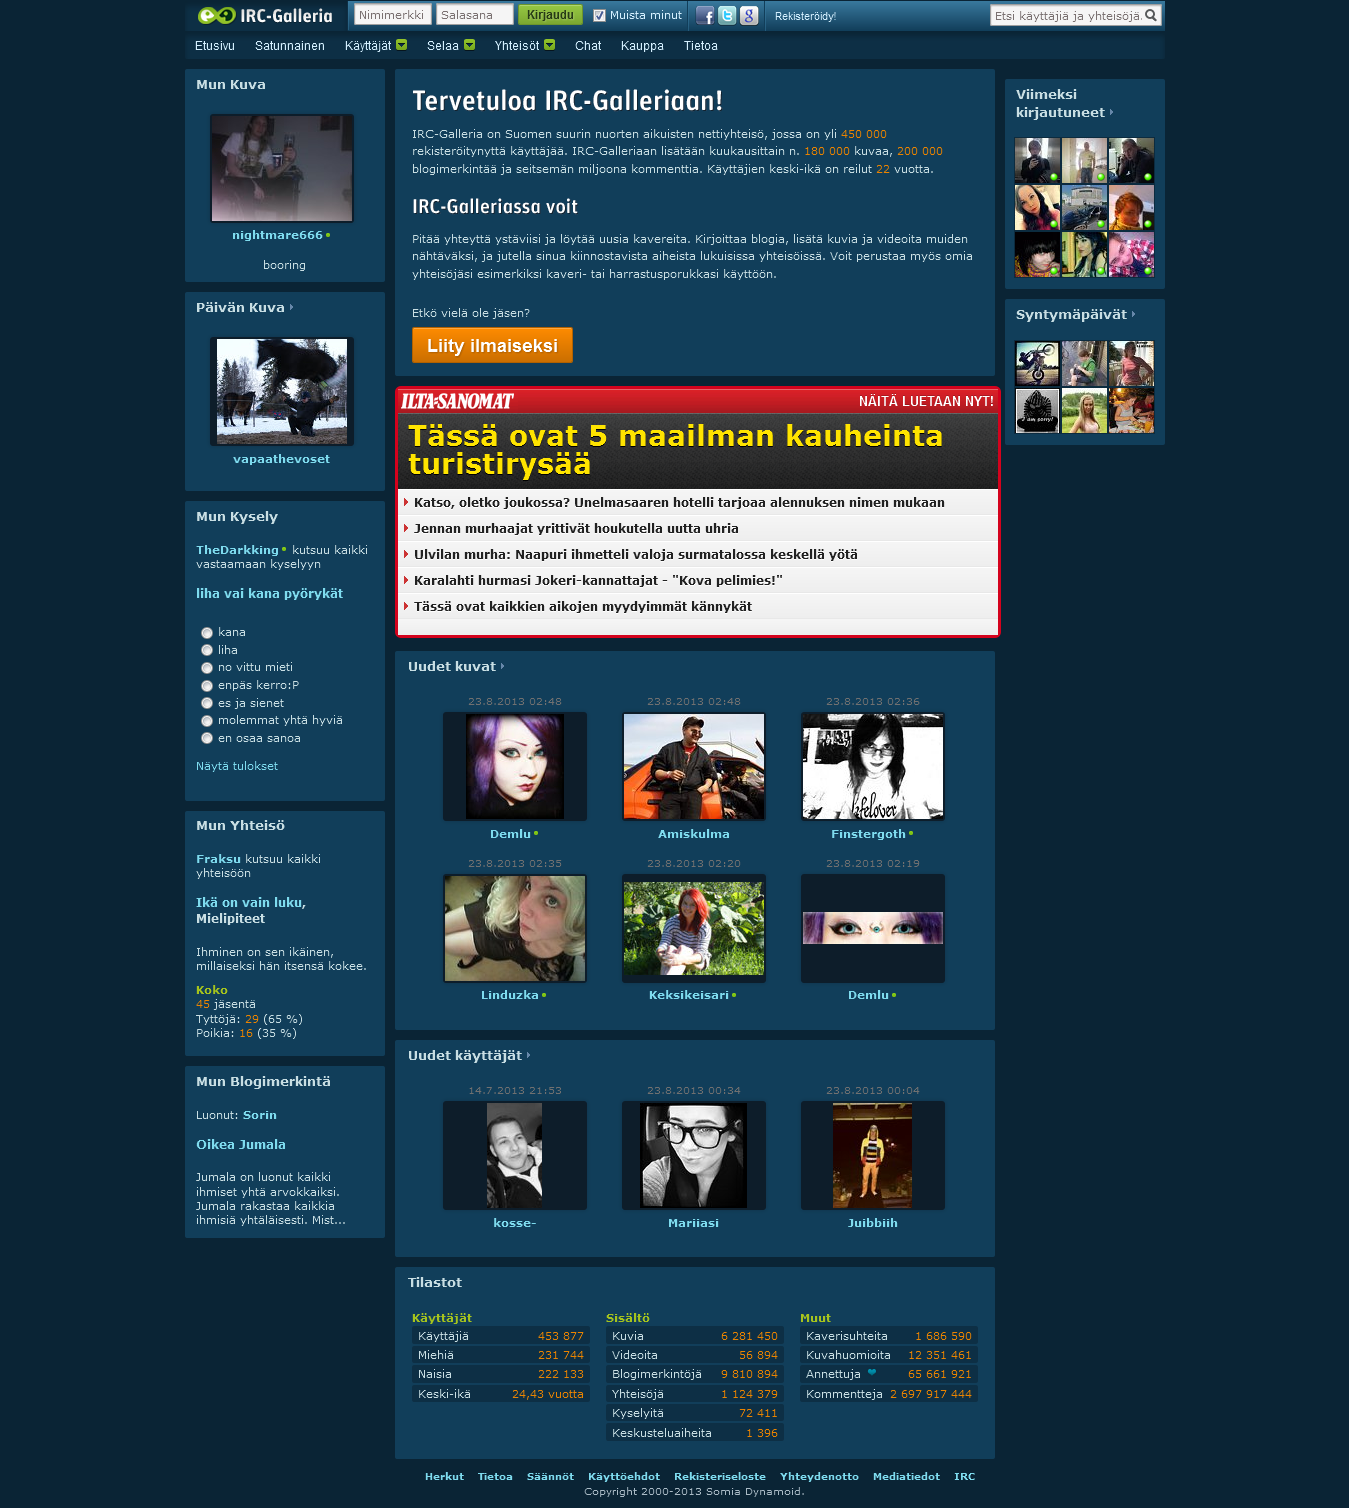 IRC-Galleria
Nimimerkki
Salasana
Kirjaudu
Muista minut
Rekisteröidy!
Etsi käyttäjiä ja yhteisöjä.
Etusivu
Satunnainen
Käyttäjät
Selaa
Yhteisöt
Chat
Kauppa
Tietoa
Mun Kuva
nightmare666
booring
Päivän Kuva
vapaathevoset
Mun Kysely
TheDarkking kutsuu kaikki
vastaamaan kyselyyn
liha vai kana pyörykät
kana
liha
no vittu mieti
enpäs kerro:P
es ja sienet
molemmat yhtä hyviä
en osaa sanoa
Näytä tulokset
Mun Yhteisö
Fraksu kutsuu kaikki
yhteisöön
Ikä on vain luku,
Mielipiteet
Ihminen on sen ikäinen,
millaiseksi hän itsensä kokee.
Koko
45 jäsentä
Tyttöjä: 29 (65 %)
Poikia: 16 (35 %)
Mun Blogimerkintä
Luonut: Sorin
Oikea Jumala
Jumala on luonut kaikki
ihmiset yhtä arvokkaiksi.
Jumala rakastaa kaikkia
ihmisiä yhtäläisesti. Mist...
Tervetuloa IRC-Galleriaan!
IRC-Galleria on Suomen suurin nuorten aikuisten nettiyhteisö, jossa on yli 450 000
rekisteröitynyttä käyttäjää. IRC-Galleriaan lisätään kuukausittain n. 180 000 kuvaa, 200 000
blogimerkintää ja seitsemän miljoona kommenttia. Käyttäjien keski-ikä on reilut 22 vuotta.
IRC-Galleriassa voit
Pitää yhteyttä ystäviisi ja löytää uusia kavereita. Kirjoittaa blogia, lisätä kuvia ja videoita muiden
nähtäväksi, ja jutella sinua kiinnostavista aiheista lukuisissa yhteisöissä. Voit perustaa myös omia
yhteisöjäsi esimerkiksi kaveri- tai harrastusporukkasi käyttöön.
Etkö vielä ole jäsen?
Liity ilmaiseksi
ILTA-SANOMAT
NÄITÄ LUETAAN NYT!
Tässä ovat 5 maailman kauheinta
turistirysää
Katso, oletko joukossa? Unelmasaaren hotelli tarjoaa alennuksen nimen mukaan
Jennan murhaajat yrittivät houkutella uutta uhria
Ulvilan murha: Naapuri ihmetteli valoja surmatalossa keskellä yötä
Karalahti hurmasi Jokeri-kannattajat - "Kova pelimies!"
Tässä ovat kaikkien aikojen myydyimmät kännykät
Uudet kuvat
23.8.2013 02:48
23.8.2013 02:48
23.8.2013 02:36
lifelover
Demlu
Amiskulma
Finstergoth
23.8.2013 02:35
23.8.2013 02:20
23.8.2013 02:19
Linduzka
Keksikeisari
Demlu
Uudet käyttäjät
14.7.2013 21:53
23.8.2013 00:34
23.8.2013 00:04
kosse-
Mariiasi
Juibbiih
Tilastot
Käyttäjät
Käyttäjiä 453 877
Miehiä 231 744
Naisia 222 133
Keski-ikä 24,43 vuotta
Sisältö
Kuvia 6 281 450
Videoita 56 894
Blogimerkintöjä 9 810 894
Yhteisöjä 1 124 379
Kyselyitä 72 411
Keskusteluaiheita 1 396
Muut
Kaverisuhteita 1 686 590
Kuvahuomioita 12 351 461
Annettuja 65 661 921
Kommentteja 2 697 917 444
Viimeksi
kirjautuneet
Syntymäpäivät
I am sorry!
Herkut Tietoa Säännöt Käyttöehdot Rekisteriseloste Yhteydenotto Mediatiedot IRC
Copyright 2000-2013 Somia Dynamoid.